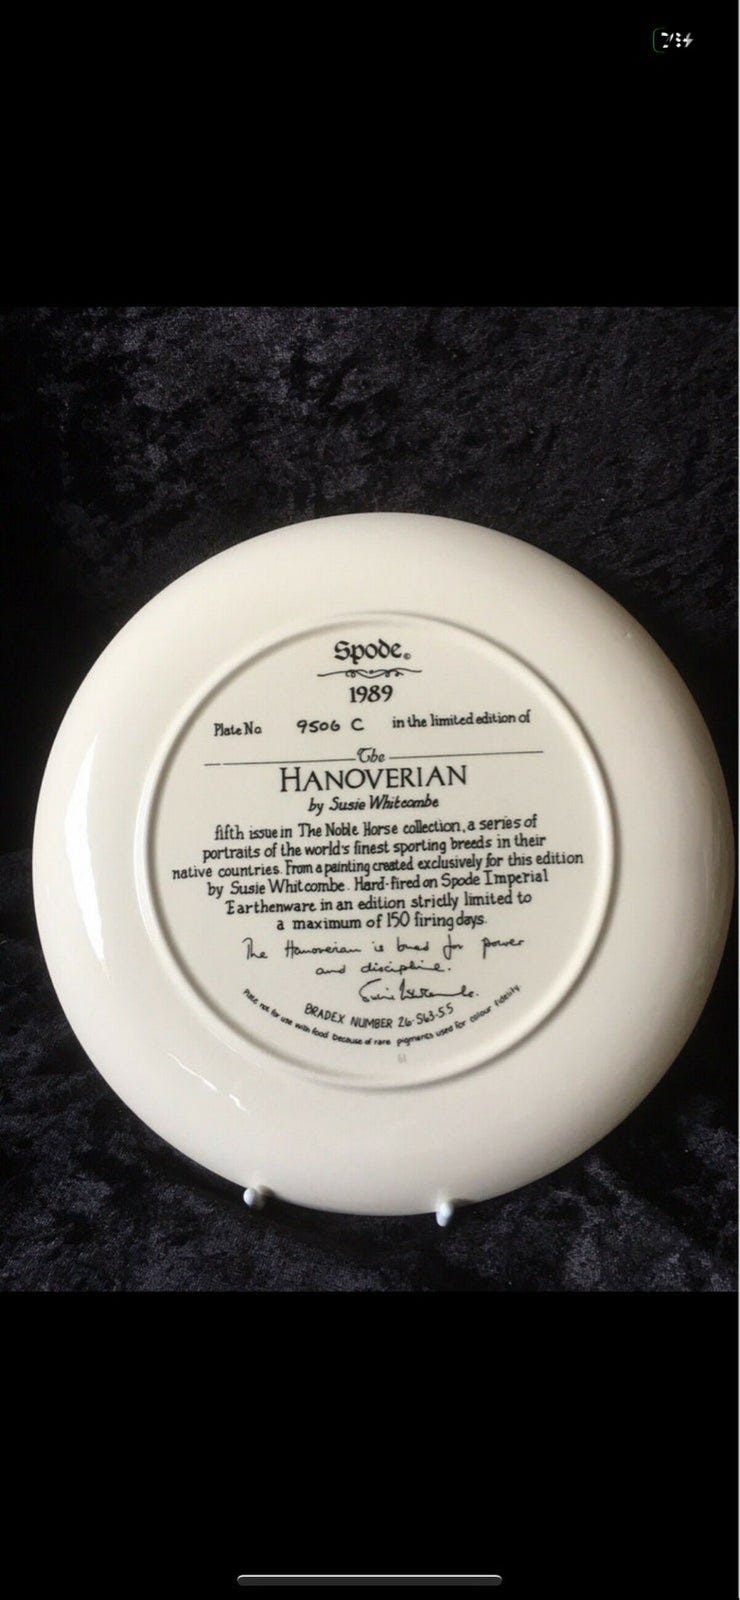 Spode.©
1989
Plate No 9506 C in the limited edition of
The
HANOVERIAN
by Susie Whitcombe
fifth issue in The Noble Horse collection, a series of
portraits of the world's finest sporting breeds in their
native countries. From a painting created exclusively for this edition
by Susie Whitcombe. Hard-fired on Spode Imperial
Earthenware in an edition strictly limited to
a maximum of 150 firing days.
The Hanoverian is bred for power
and discipline.
Susie Whitcombe.
BRADEX NUMBER 26-S63-5.5
Plate not for use with food because of rare pigments used for colour fidelity.